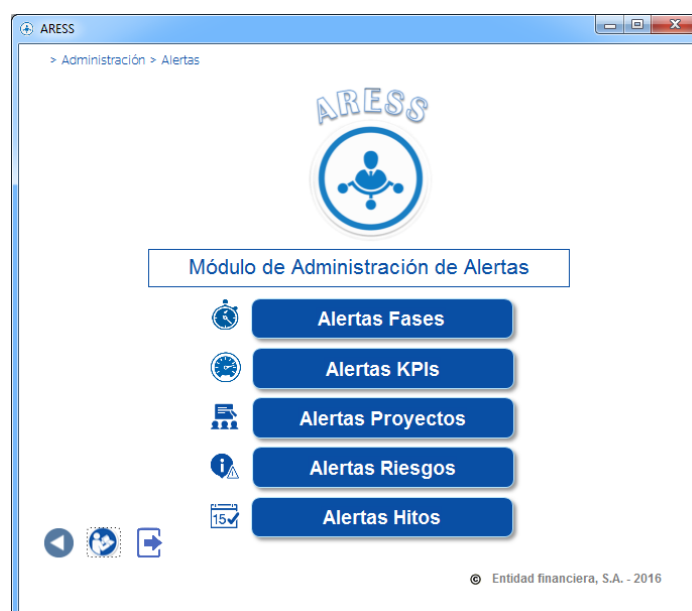 ARESS
> Administración > Alertas
ARESS
Módulo de Administración de Alertas
Alertas Fases
Alertas KPIs
Alertas Proyectos
Alertas Riesgos
15
Alertas Hitos
© Entidad financiera, S.A. - 2016